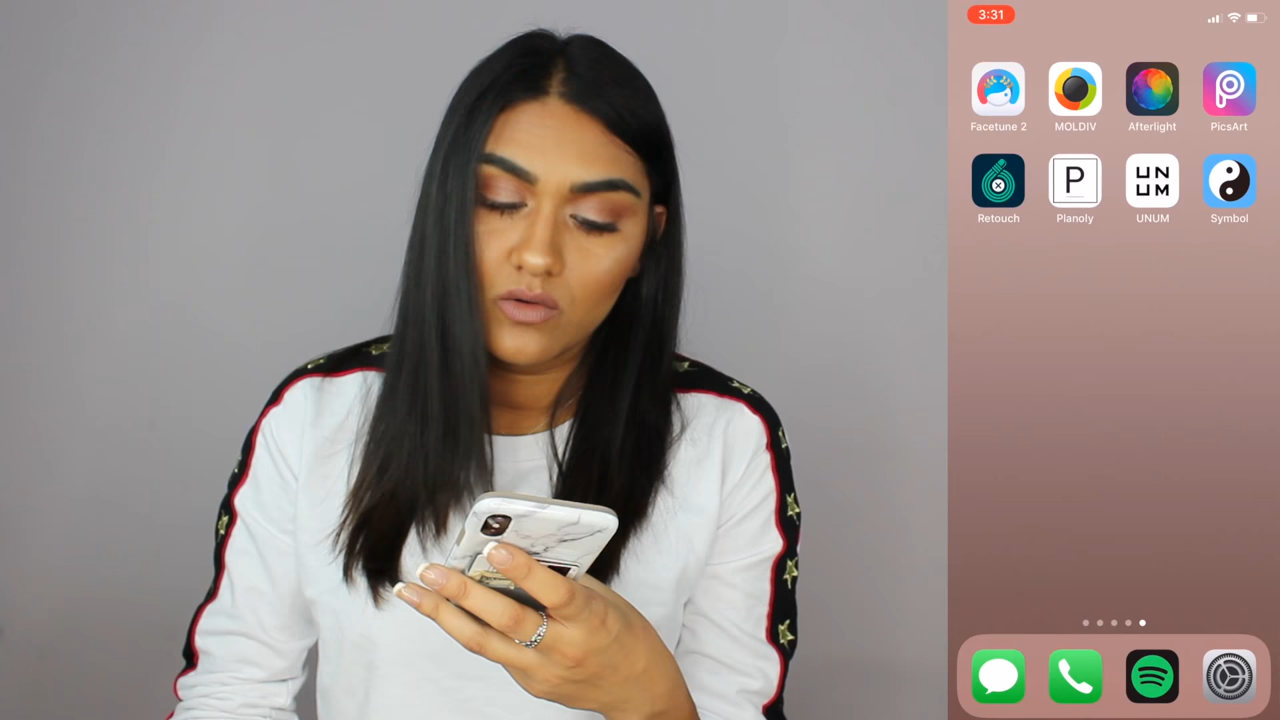 3:31
Facetune 2 MOLDIV Afterlight PicsArt
P
UN
UM
Retouch Planoly UNUM Symbol